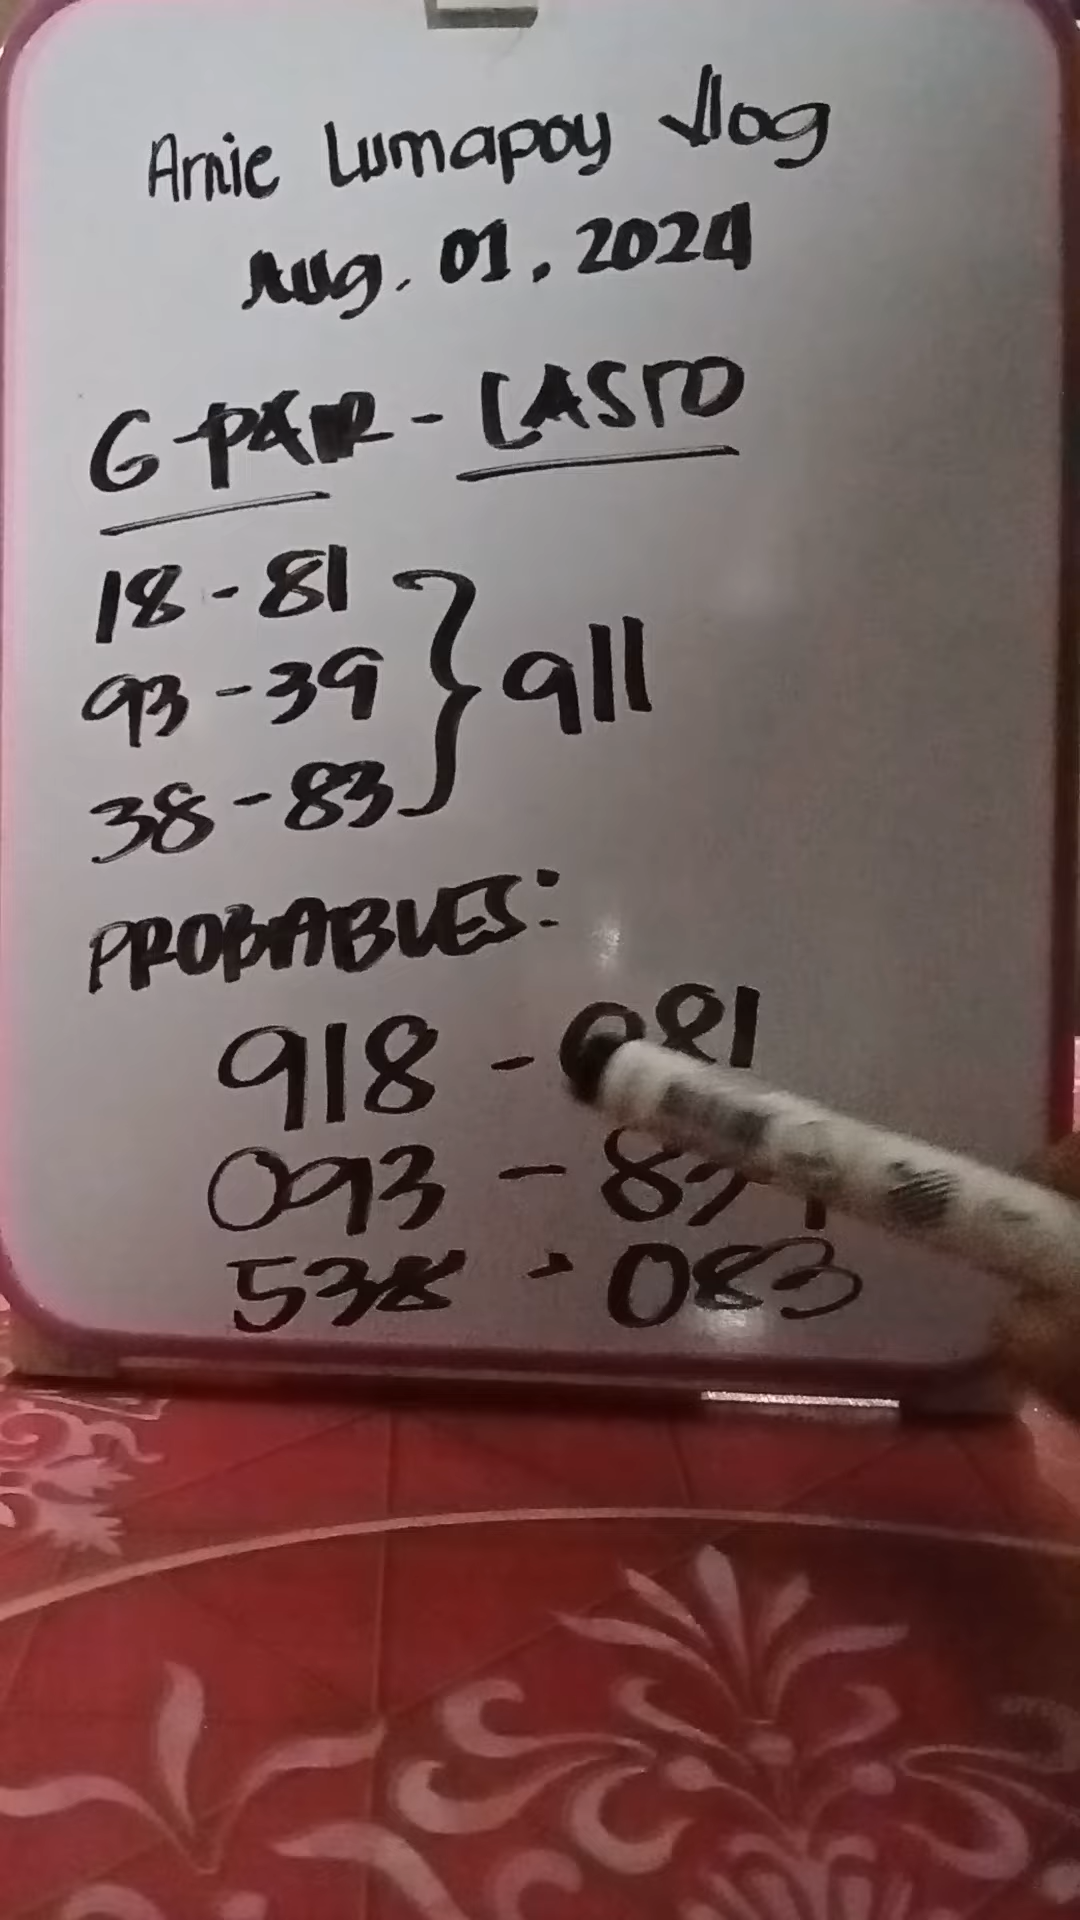 Arnie Lumapoy Vlog
Aug. 01, 2024
G-PAIR - LASTO
18 - 81
93 - 39 } 911
38 - 83
PROBABLES:
918 - 081
093 -
538 - 083